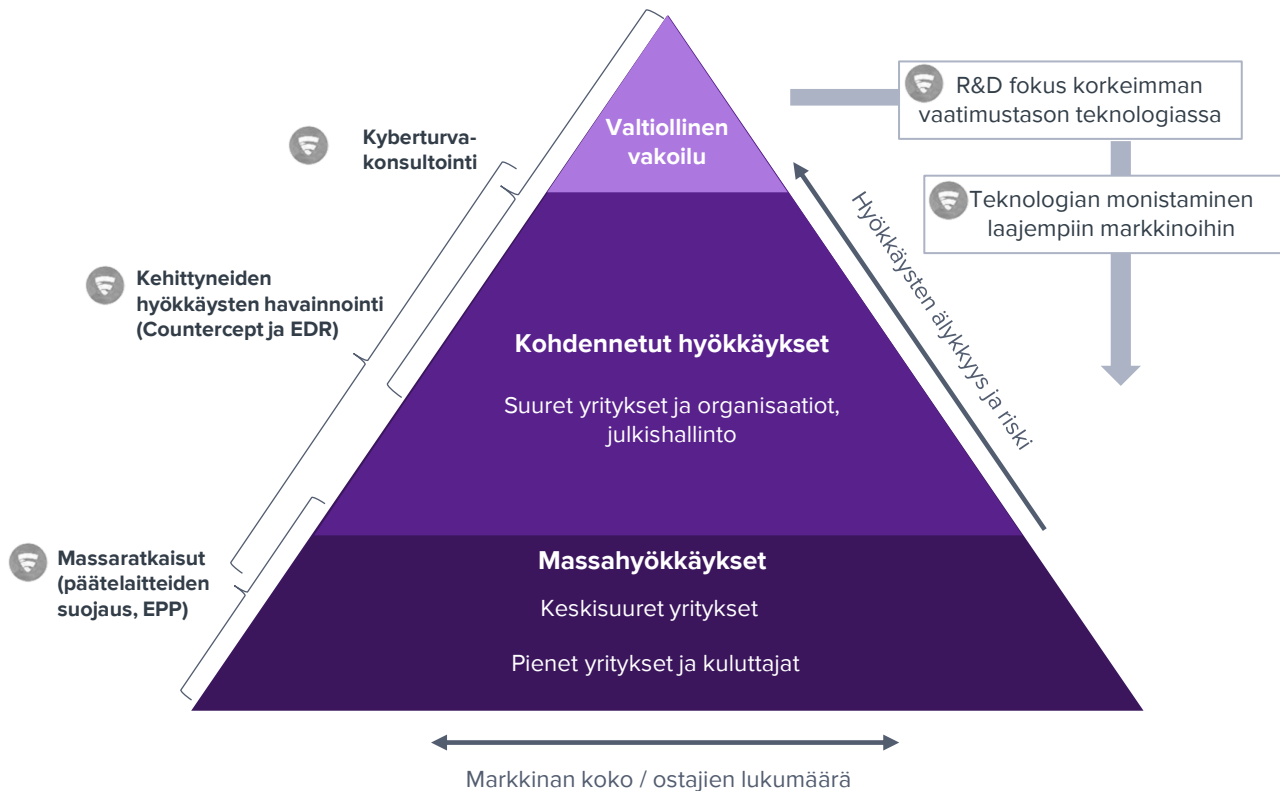 R&D fokus korkeimman
vaatimustason teknologiassa
Valtiollinen
vakoilu
Kyberturva-
konsultointi
Teknologian monistaminen
laajempiin markkinoihin
Hyökkäysten älykkyys ja riski
Kehittyneiden
hyökkäysten havainnointi
(Countercept ja EDR)
Kohdennetut hyökkäykset
Suuret yritykset ja organisaatiot,
julkishallinto
Massaratkaisut
(päätelaitteiden
suojaus, EPP)
Massahyökkäykset
Keskisuuret yritykset
Pienet yritykset ja kuluttajat
Markkinan koko / ostajien lukumäärä